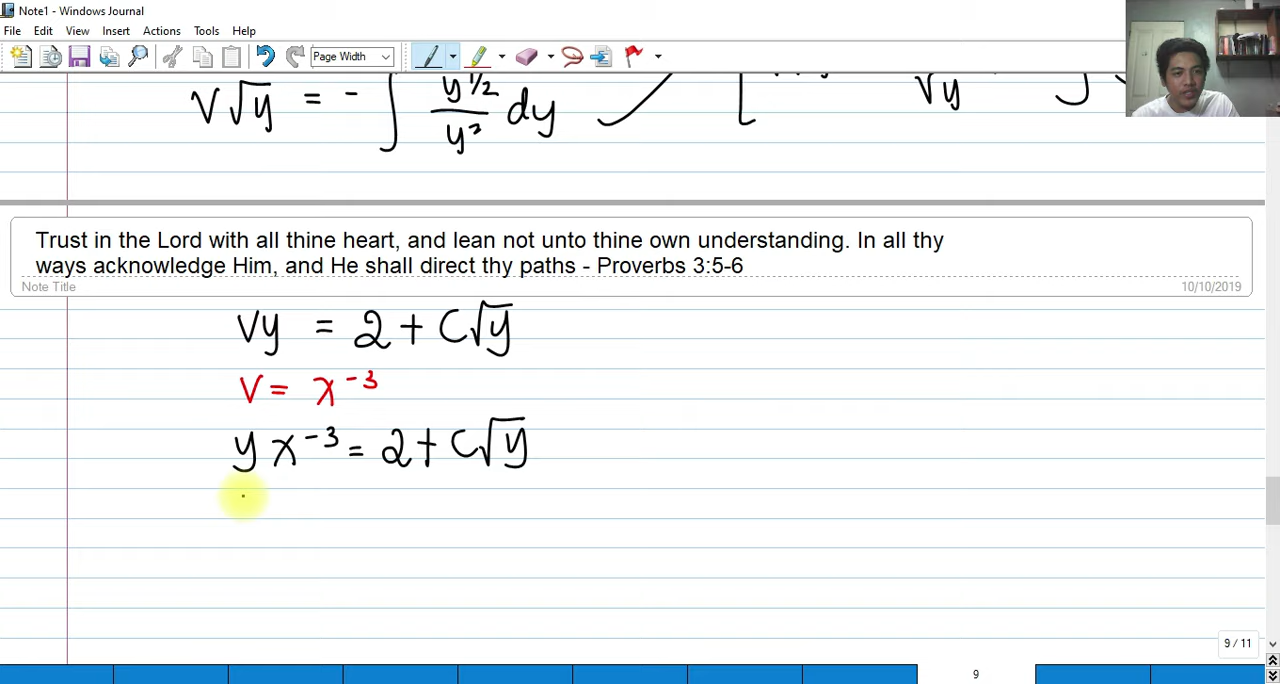 Note1 - Windows Journal
File Edit View Insert Actions Tools Help
Page Width
V√y = - ∫ y^1/2 / y² dy
√y
Trust in the Lord with all thine heart, and lean not unto thine own understanding. In all thy
ways acknowledge Him, and He shall direct thy paths - Proverbs 3:5-6
Note Title 10/10/2019
Vy = 2 + C√y
V = x⁻³
y x⁻³ = 2 + C√y
9 / 11
9